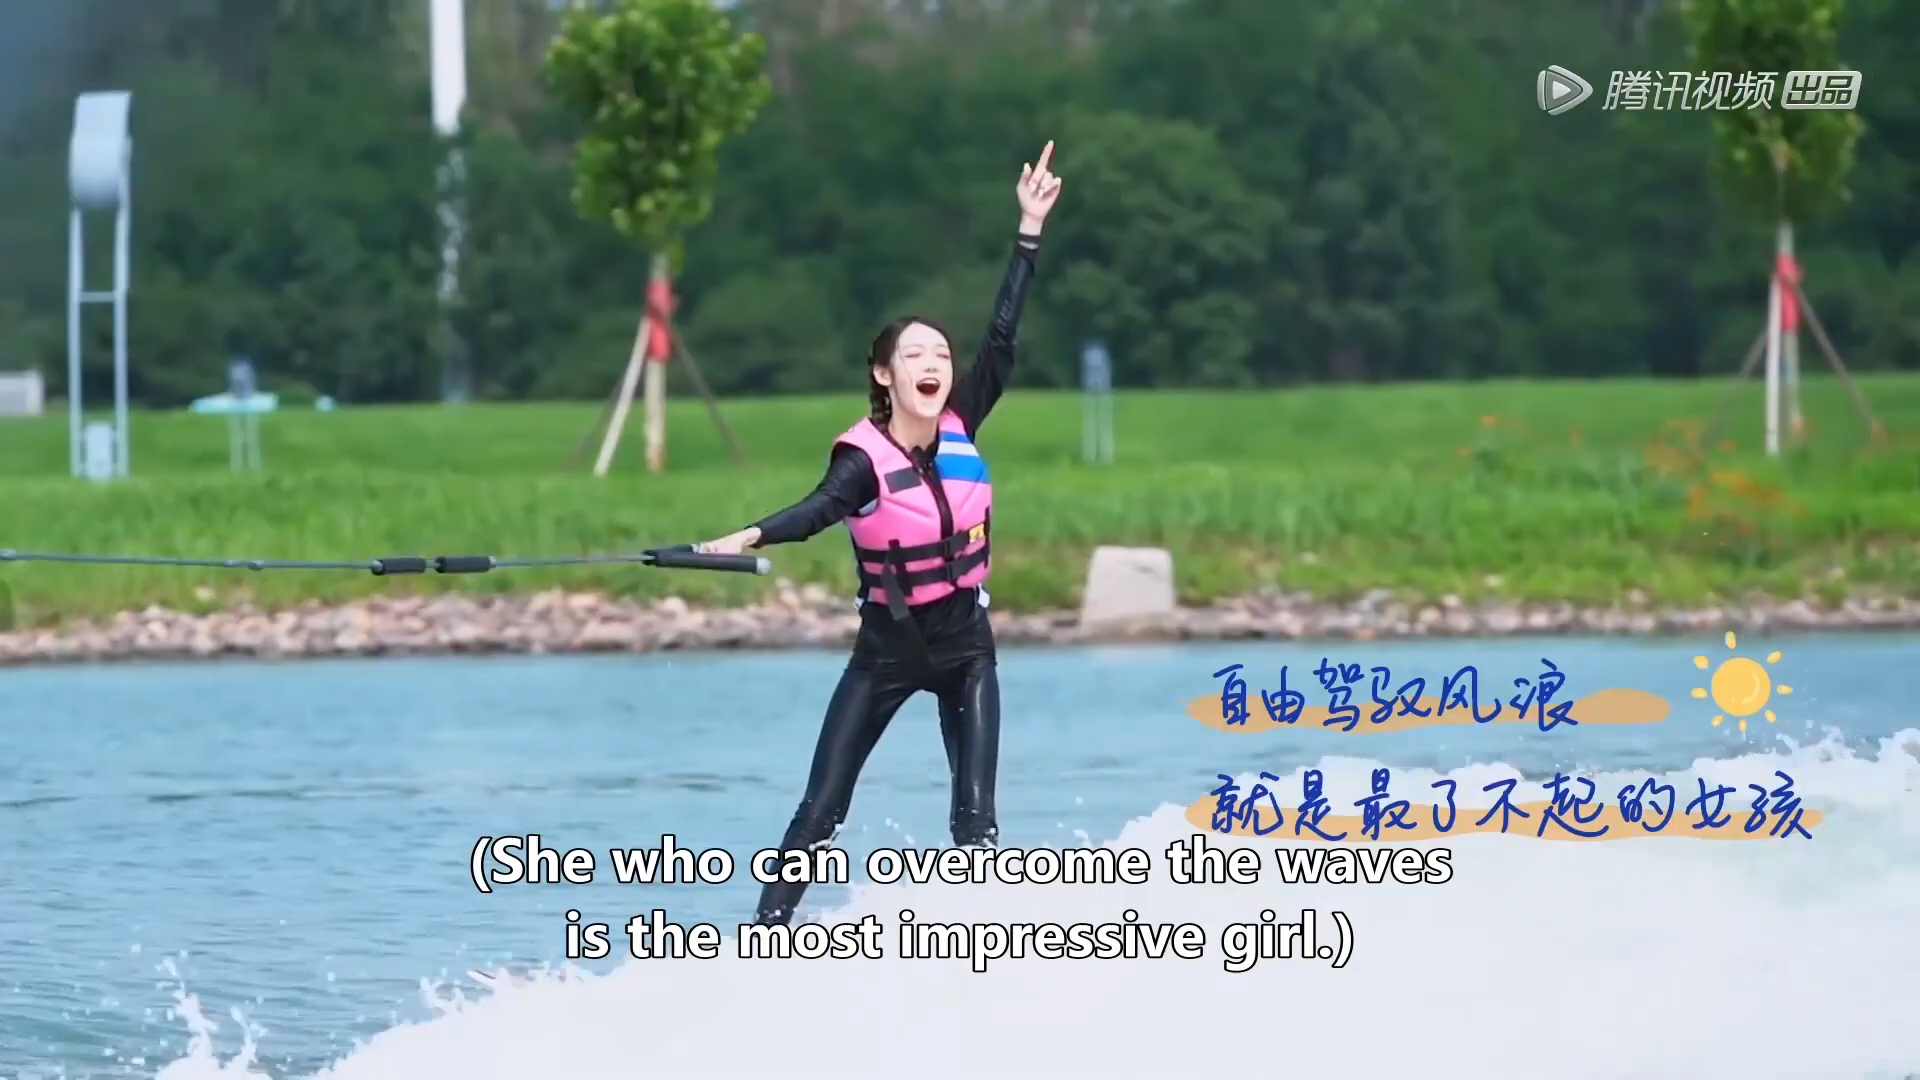 腾讯视频 出品
自由驾驭风浪
就是最了不起的女孩
(She who can overcome the waves
is the most impressive girl.)